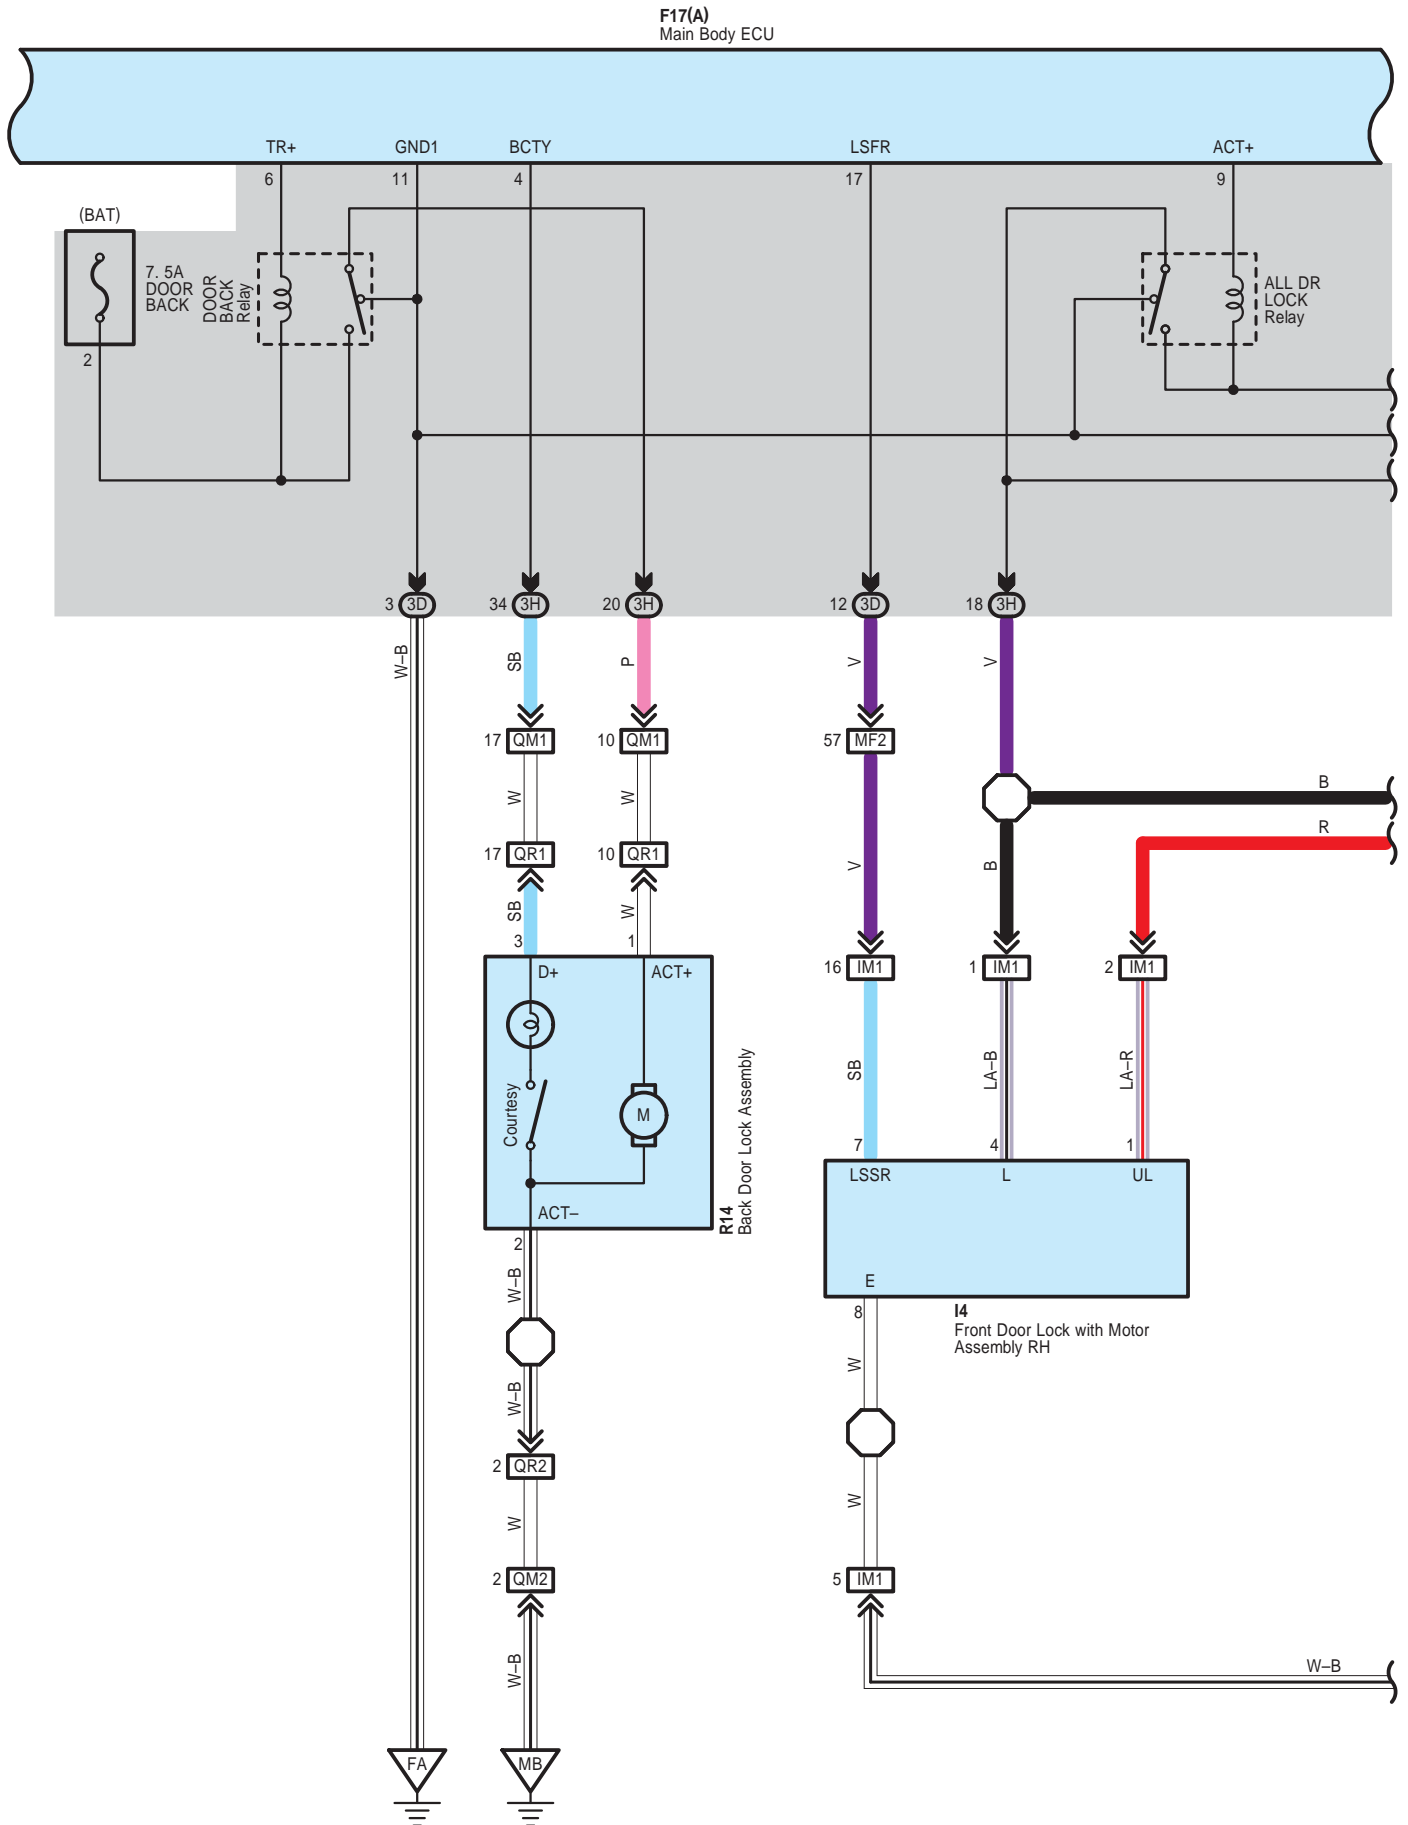 F17(A)
Main Body ECU
TR+
GND1
BCTY
LSFR
ACT+
6
11
4
17
9
(BAT)
7. 5A
DOOR
BACK
DOOR
BACK
Relay
ALL DR
LOCK
Relay
2
3 3D
34 3H
20 3H
12 3D
18 3H
W–B
SB
P
V
V
17 QM1
10 QM1
57 MF2
B
R
W
W
17 QR1
10 QR1
V
B
SB
W
3
1
16 IM1
1 IM1
2 IM1
D+
ACT+
Courtesy
M
SB
LA–B
LA–R
7
4
1
LSSR
L
UL
ACT–
R14
Back Door Lock Assembly
2
E
W–B
8
I4
Front Door Lock with Motor
Assembly RH
W
W–B
2 QR2
W
W
2 QM2
5 IM1
W–B
W–B
FA
MB